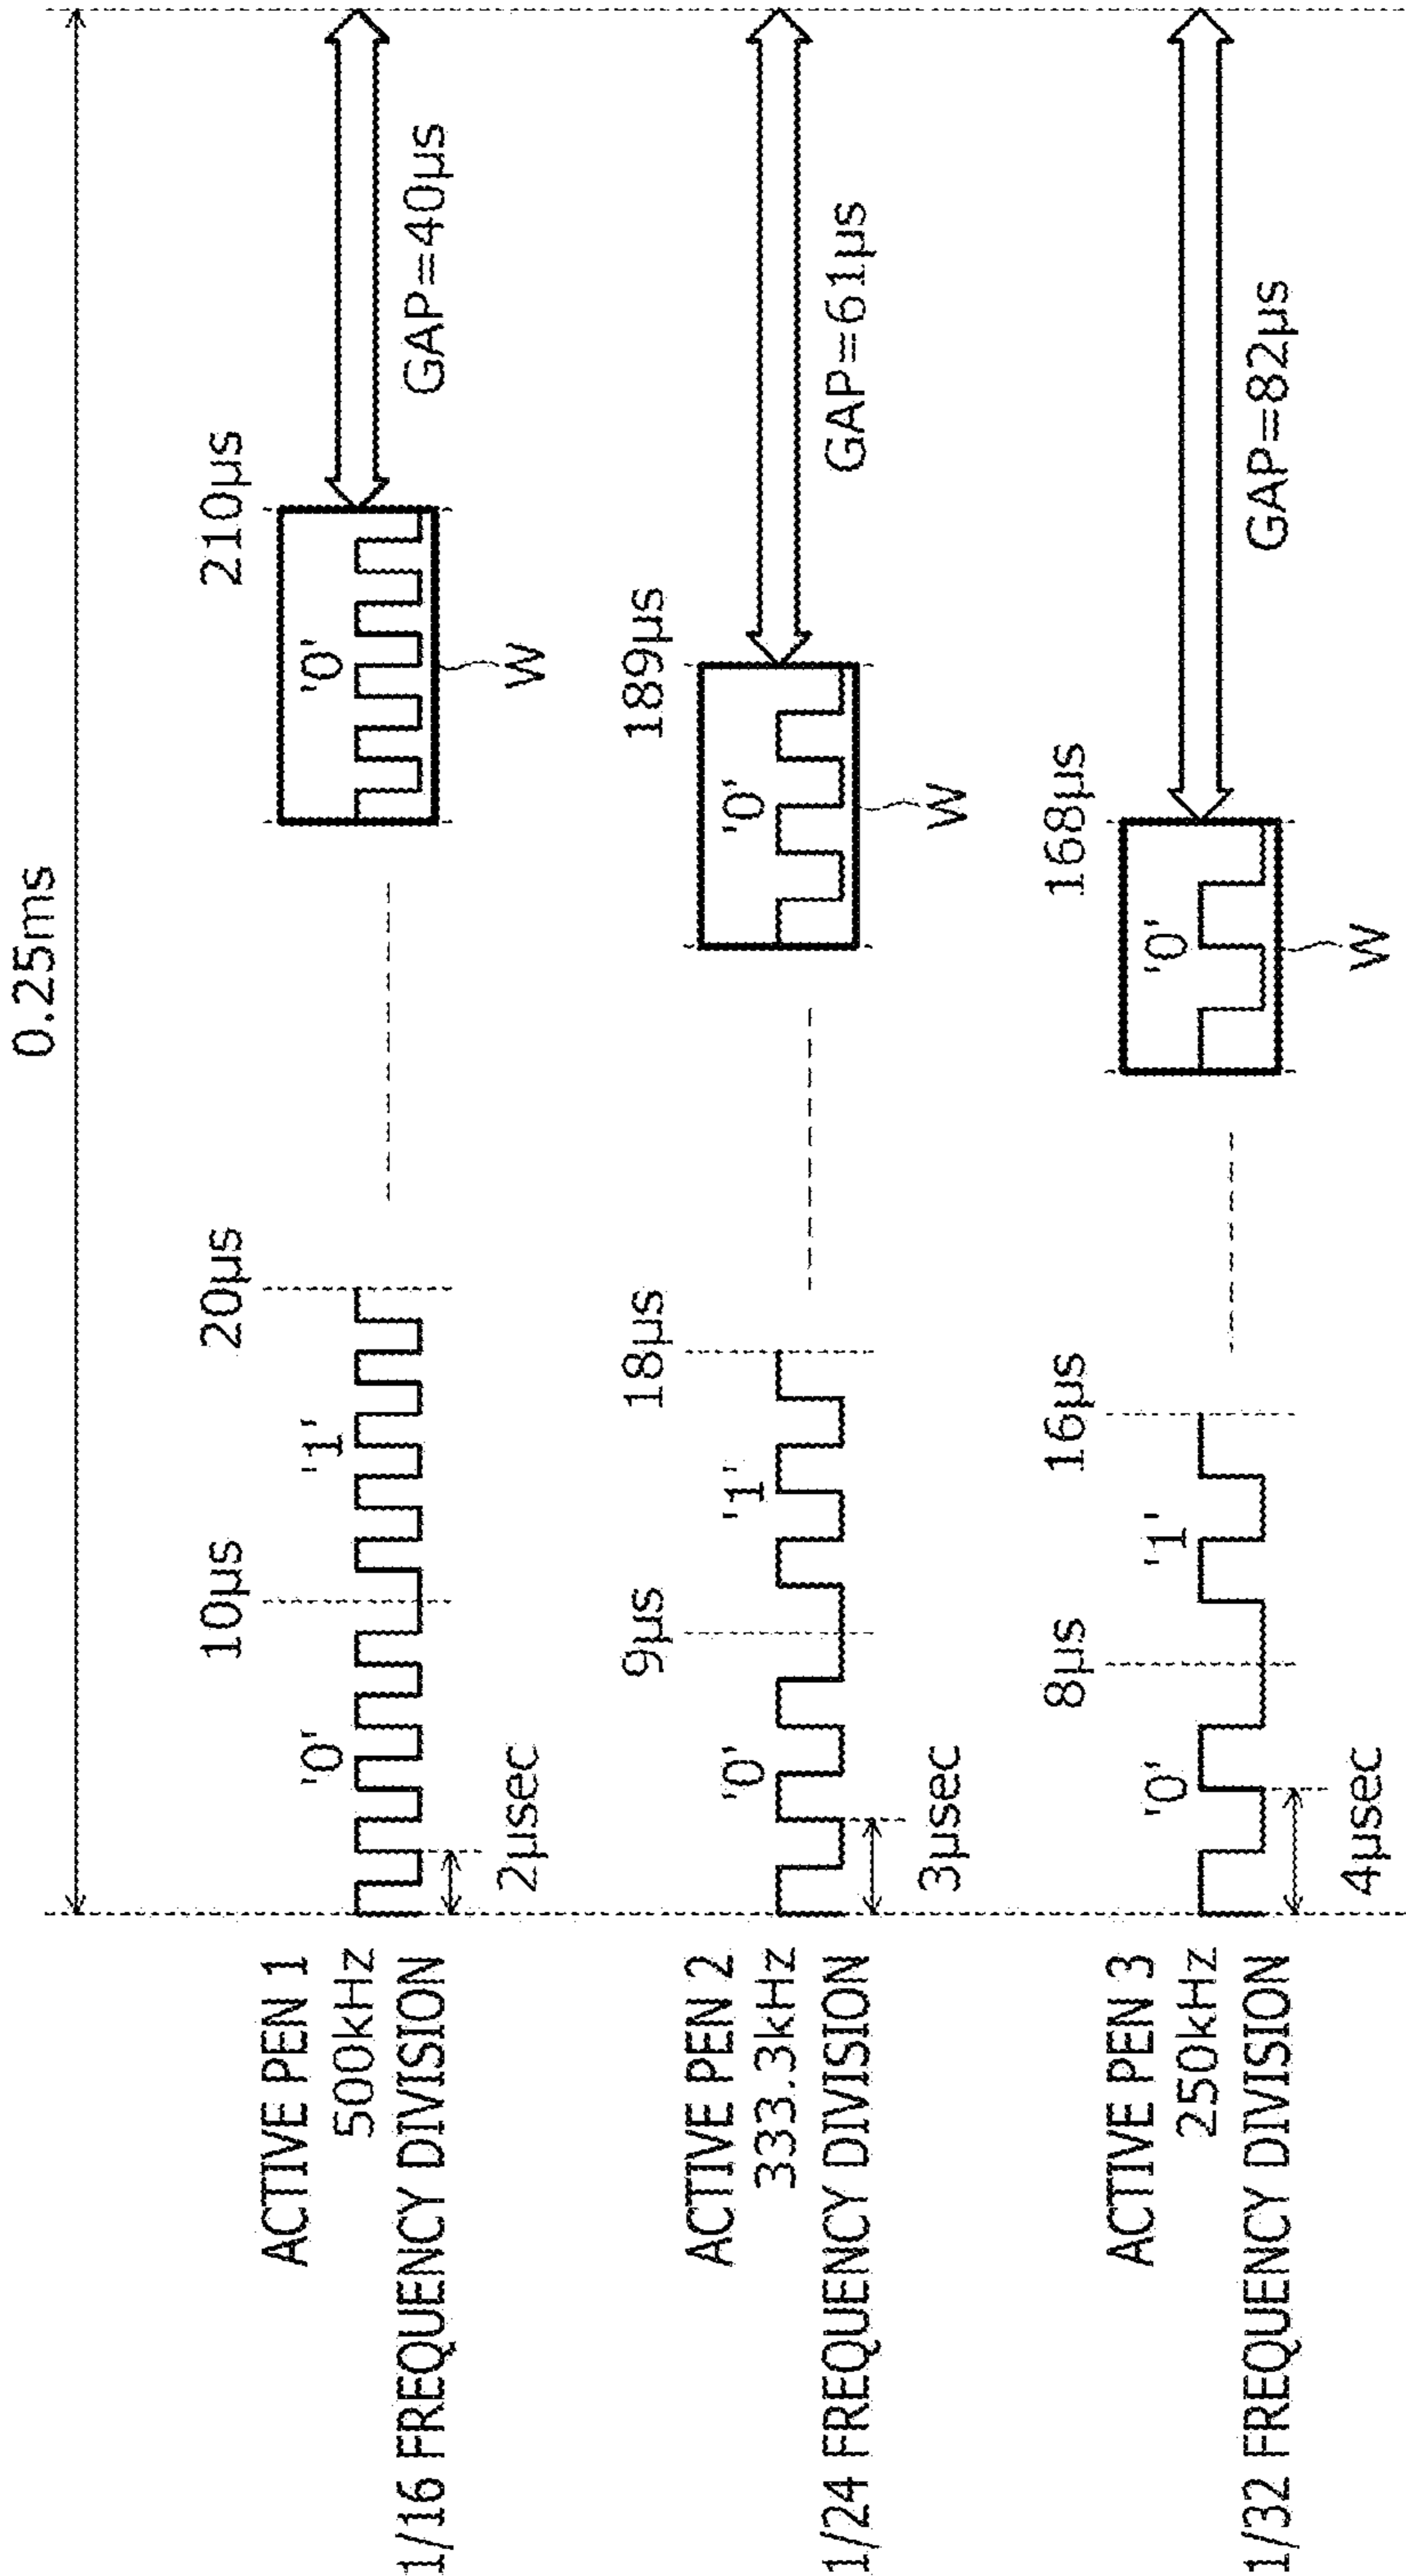 0.25ms
ACTIVE PEN 1
500kHz
1/16 FREQUENCY DIVISION
'0'
10µs
'1'
20µs
'0'
210µs
2µsec
W
GAP=40µs
ACTIVE PEN 2
333.3kHz
1/24 FREQUENCY DIVISION
'0'
9µs
'1'
18µs
'0'
189µs
3µsec
W
GAP=61µs
ACTIVE PEN 3
250kHz
1/32 FREQUENCY DIVISION
'0'
8µs
'1'
16µs
'0'
168µs
4µsec
W
GAP=82µs